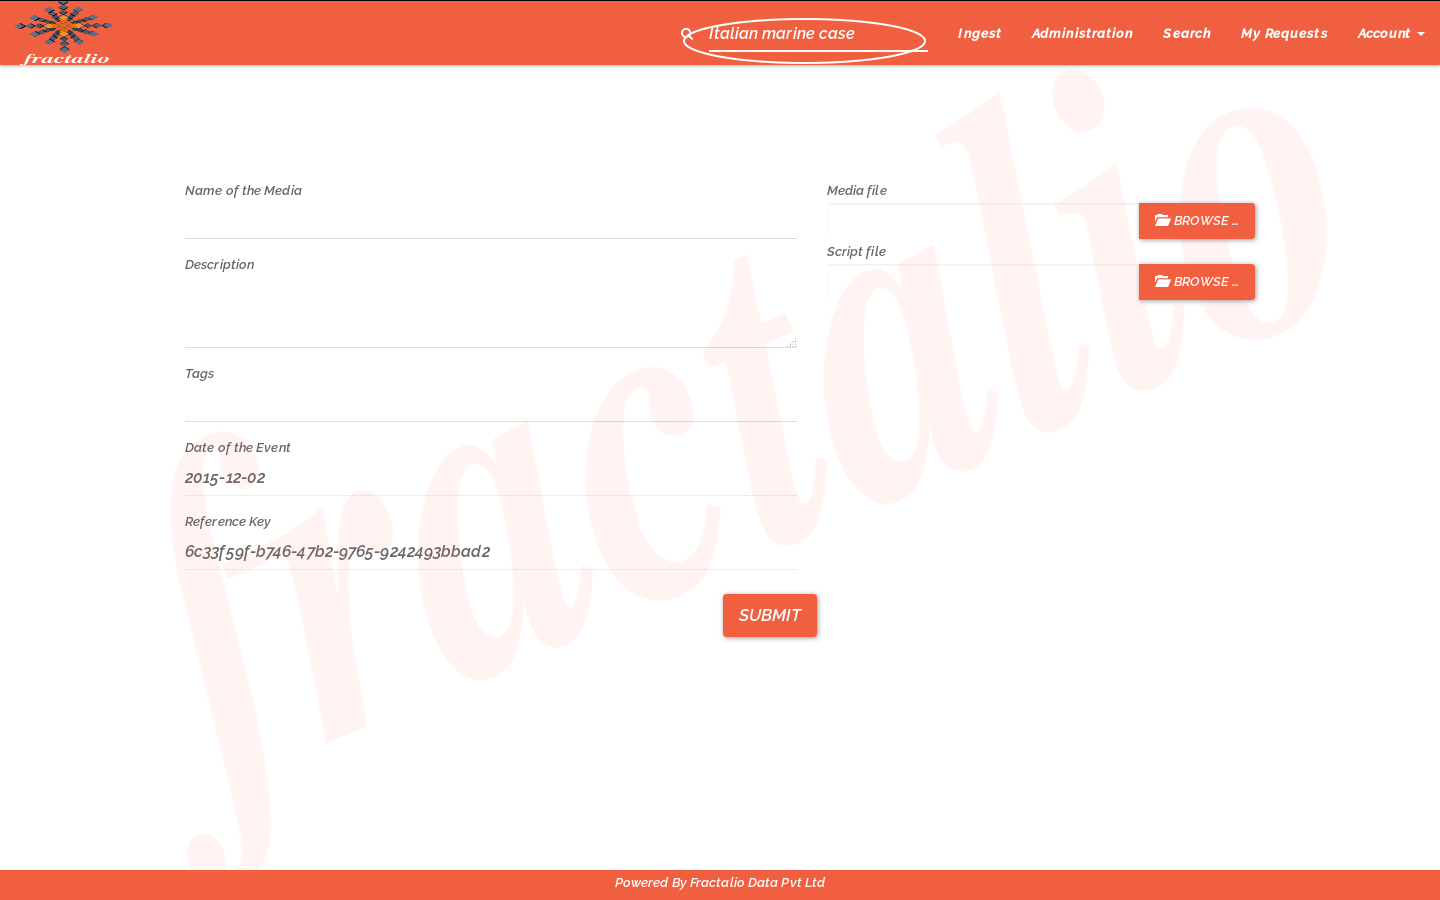 fractalio
Italian marine case
Ingest
Administration
Search
My Requests
Account
fractalio
Name of the Media
Description
Tags
Date of the Event
2015-12-02
Reference Key
6c33f59f-b746-47b2-9765-9242493bbad2
SUBMIT
Media file
BROWSE ...
Script file
BROWSE ...
Powered By Fractalio Data Pvt Ltd